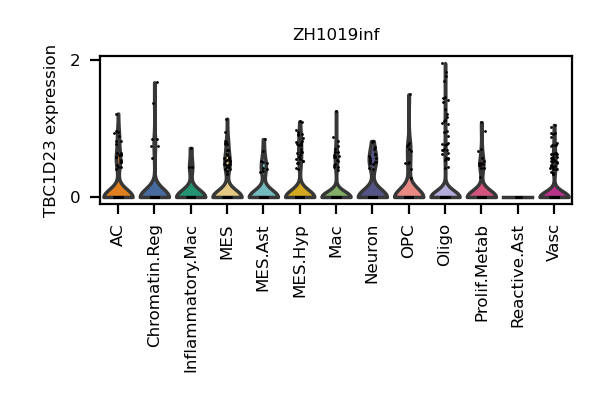 ZH1019inf
TBC1D23 expression
2
0
AC
Chromatin.Reg
Inflammatory.Mac
MES
MES.Ast
MES.Hyp
Mac
Neuron
OPC
Oligo
Prolif.Metab
Reactive.Ast
Vasc